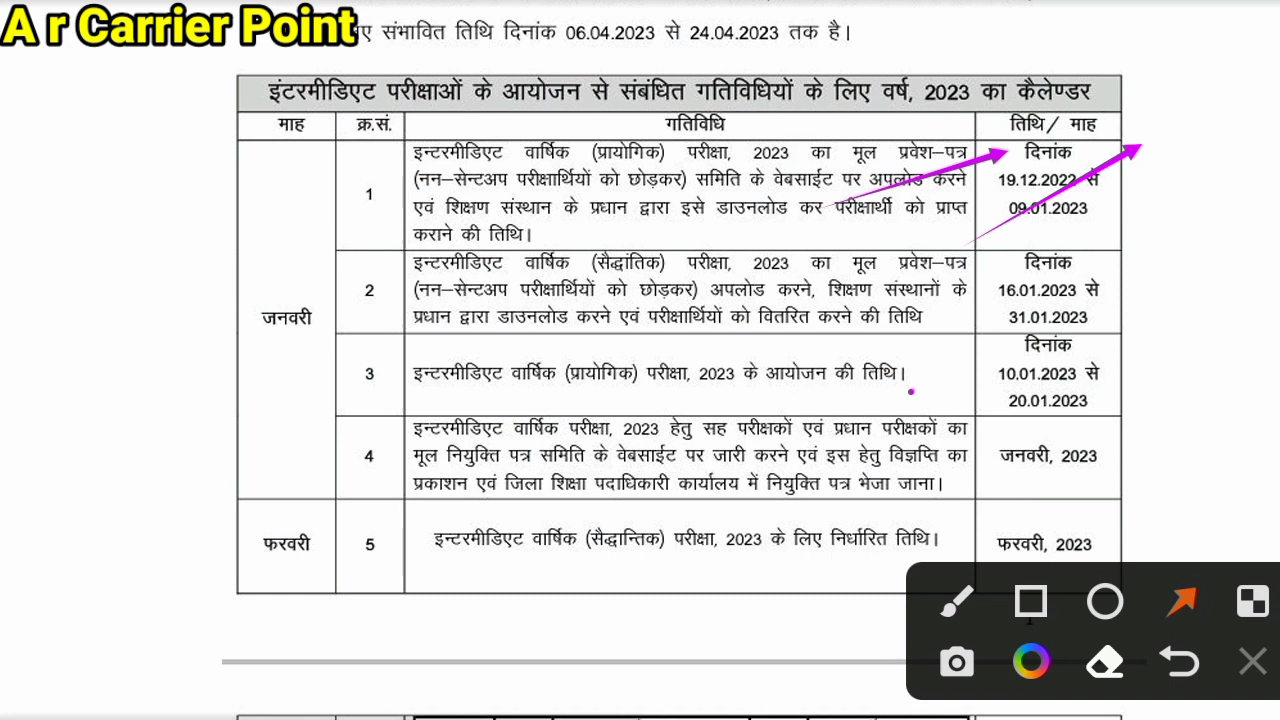 A r Carrier Point
ए संभावित तिथि दिनांक 06.04.2023 से 24.04.2023 तक है।
इंटरमीडिएट परीक्षाओं के आयोजन से संबंधित गतिविधियों के लिए वर्ष, 2023 का कैलेण्डर
माह क्र.सं. गतिविधि तिथि/ माह
जनवरी
1
इन्टरमीडिएट वार्षिक (प्रायोगिक) परीक्षा, 2023 का मूल प्रवेश–पत्र
(नन–सेन्टअप परीक्षार्थियों को छोड़कर) समिति के वेबसाईट पर अपलोड करने
एवं शिक्षण संस्थान के प्रधान द्वारा इसे डाउनलोड कर परीक्षार्थी को प्राप्त
कराने की तिथि।
दिनांक
19.12.2022 से
09.01.2023
2
इन्टरमीडिएट वार्षिक (सैद्धांतिक) परीक्षा, 2023 का मूल प्रवेश–पत्र
(नन–सेन्टअप परीक्षार्थियों को छोड़कर) अपलोड करने, शिक्षण संस्थानों के
प्रधान द्वारा डाउनलोड करने एवं परीक्षार्थियों को वितरित करने की तिथि
दिनांक
16.01.2023 से
31.01.2023
3
इन्टरमीडिएट वार्षिक (प्रायोगिक) परीक्षा, 2023 के आयोजन की तिथि।
दिनांक
10.01.2023 से
20.01.2023
4
इन्टरमीडिएट वार्षिक परीक्षा, 2023 हेतु सह परीक्षकों एवं प्रधान परीक्षकों का
मूल नियुक्ति पत्र समिति के वेबसाईट पर जारी करने एवं इस हेतु विज्ञप्ति का
प्रकाशन एवं जिला शिक्षा पदाधिकारी कार्यालय में नियुक्ति पत्र भेजा जाना।
जनवरी, 2023
फरवरी
5
इन्टरमीडिएट वार्षिक (सैद्धान्तिक) परीक्षा, 2023 के लिए निर्धारित तिथि।
फरवरी, 2023